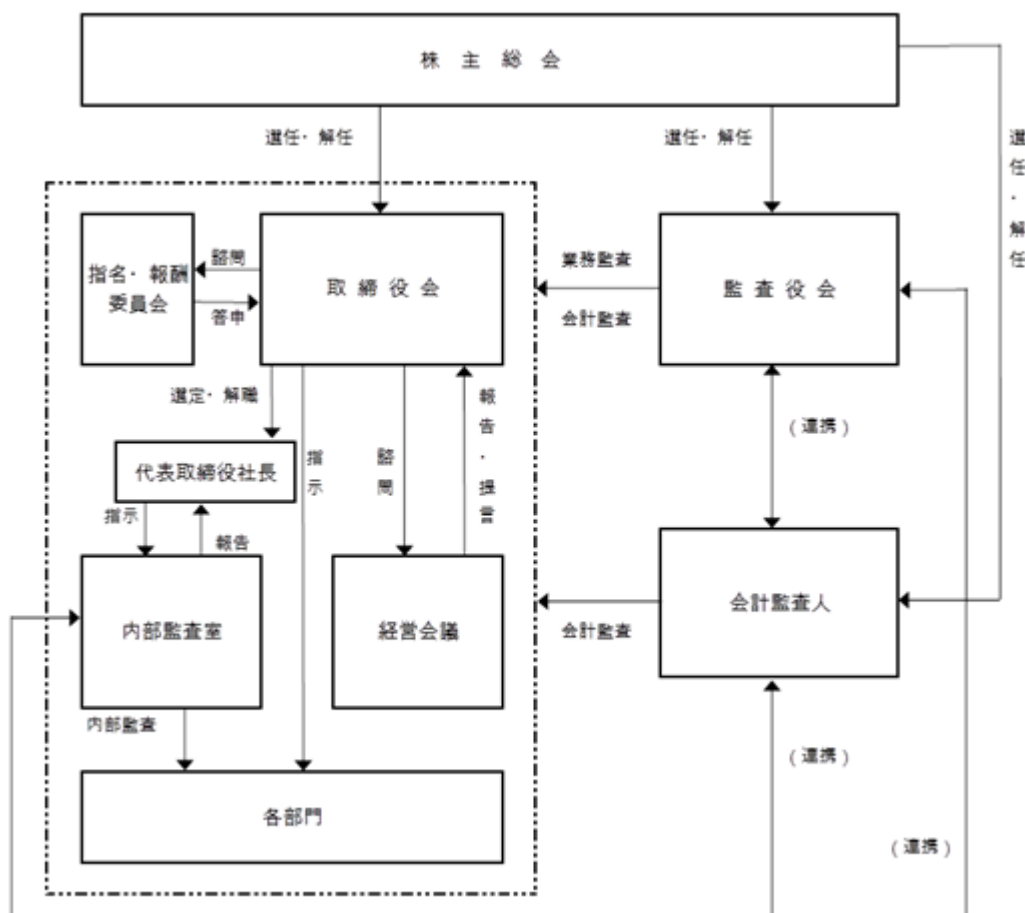 株主総会
選任・解任
選任・解任
選任・解任
指名・報酬
委員会
諮問
答申
取締役会
業務監査
会計監査
監査役会
選定・解職
代表取締役社長
指示
報告
指示
諮問
報告・提言
(連携)
内部監査室
経営会議
会計監査
会計監査人
内部監査
各部門
(連携)
(連携)